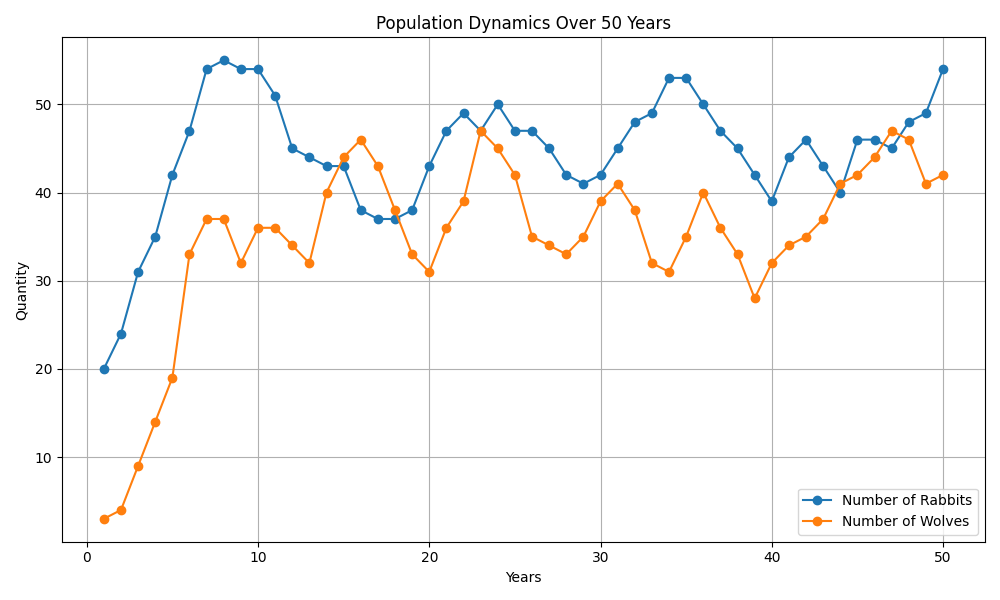 Population Dynamics Over 50 Years
Quantity
50
40
30
20
10
0 10 20 30 40 50
Years
Number of Rabbits
Number of Wolves